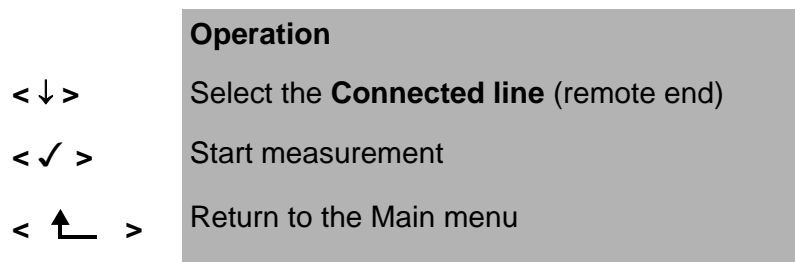 Operation
<↓> Select the Connected line (remote end)
<✓ > Start measurement
< > Return to the Main menu